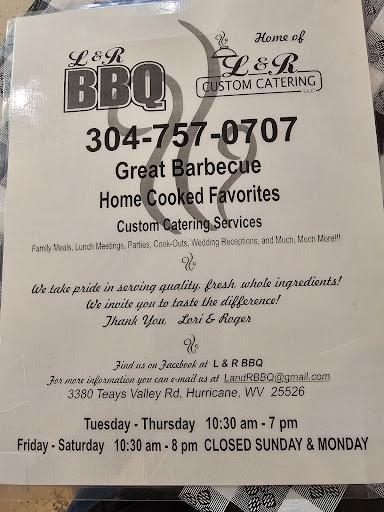 L & R
BBQ
Home of
L & R
CUSTOM CATERING
LLC
304-757-0707
Great Barbecue
Home Cooked Favorites
Custom Catering Services
Family Meals, Lunch Meetings, Parties, Cook-Outs, Wedding Receptions, and Much, Much More!!!
We take pride in serving quality, fresh, whole ingredients!
We invite you to taste the difference!
Thank You Lori & Roger
Find us on Facebook at L & R BBQ
For more information you can e-mail us at LandRBBQ@gmail.com
3380 Teays Valley Rd, Hurricane, WV 25526
Tuesday - Thursday 10:30 am - 7 pm
Friday - Saturday 10:30 am - 8 pm CLOSED SUNDAY & MONDAY